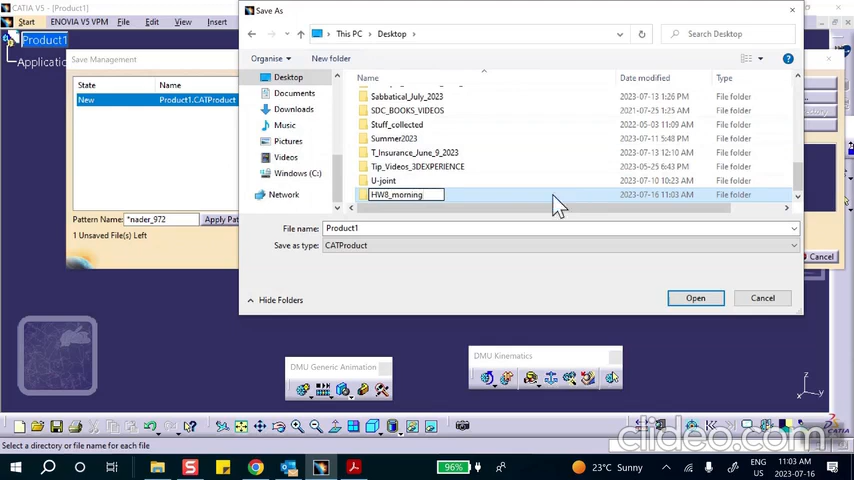 CATIA V5 - [Product1]
Start ENOVIA V5 VPM File Edit View Insert
Product1
Applicatio
Save Management
State Name
New Product1.CATProduct
Pattern Name: *nader_972 Apply Pat
1 Unsaved File(s) Left
Cancel
Save As
This PC Desktop
Search Desktop
Organise New folder
Desktop
Documents
Downloads
Music
Pictures
Videos
Windows (C:)
Network
Name Date modified Type
Sabbatical_July_2023 2023-07-13 1:26 PM File folder
SDC_BOOKS_VIDEOS 2021-07-25 1:25 AM File folder
Stuff_collected 2022-05-03 11:09 AM File folder
Summer2023 2023-07-11 5:48 PM File folder
T_Insurance_June_9_2023 2023-07-13 12:10 AM File folder
Tip_Videos_3DEXPERIENCE 2023-05-25 6:43 PM File folder
U-joint 2023-07-10 10:23 AM File folder
HW8_morning 2023-07-16 11:03 AM File folder
File name: Product1
Save as type: CATProduct
Hide Folders
Open Cancel
DMU Generic Animation
DMU Kinematics
z
x
y
CATIA
Select a directory or file name for each file
clideo.com
96%
23°C Sunny
ENG
US
11:03 AM
2023-07-16